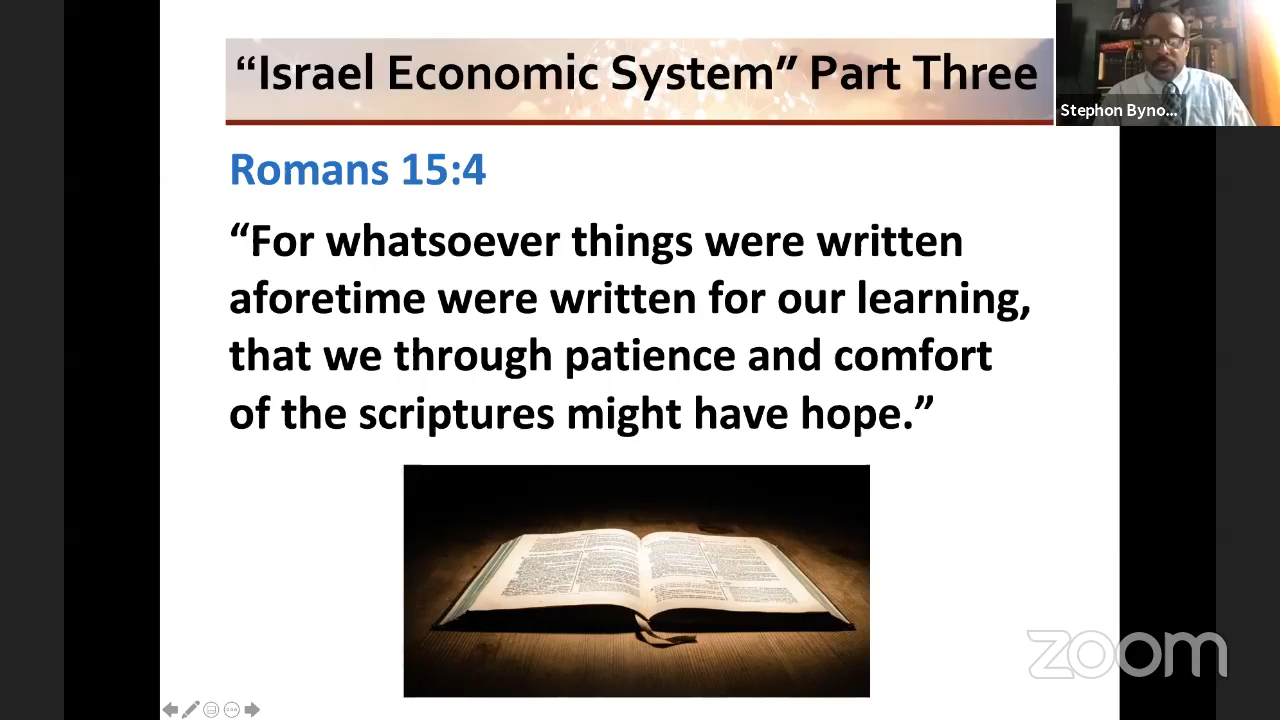 “Israel Economic System” Part Three
Stephon Byno...
Romans 15:4
“For whatsoever things were written
aforetime were written for our learning,
that we through patience and comfort
of the scriptures might have hope.”
zoom